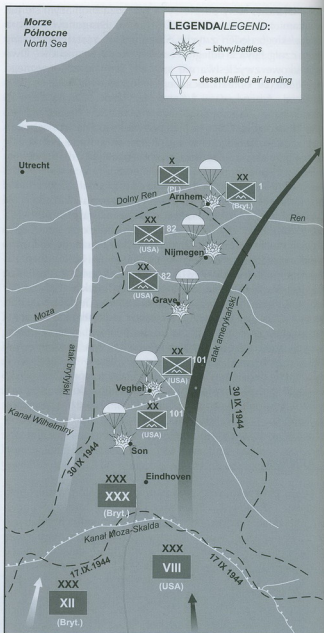 Morze
Północne
North Sea
LEGENDA/LEGEND:
– bitwy/battles
– desant/allied air landing
Utrecht
X
(PL)
Dolny Ren
Arnhem
XX
1
(Bryt.)
Ren
XX
82
(USA)
Nijmegen
XX
82
(USA)
Grave
Moza
atak brytyjski
atak amerykański
XX
101
(USA)
Veghel
30 IX 1944
Kanał Wilhelminy
XX
101
(USA)
Son
30 IX 1944
Eindhoven
XXX
XXX
(Bryt.)
Kanał Moza-Skalda
17.IX.1944
17 IX 1944
XXX
VIII
(USA)
XXX
XII
(Bryt.)